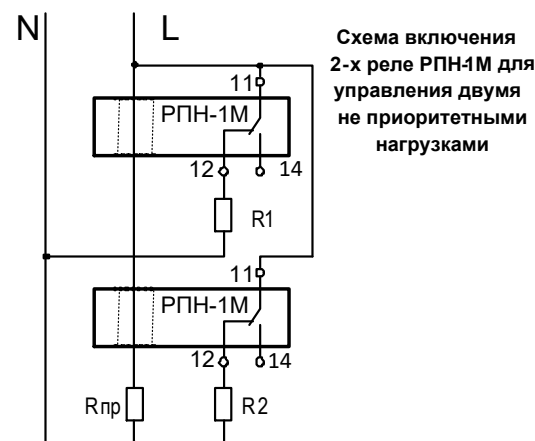 N
L
Схема включения
2-х реле РПН-1М для
управления двумя
не приоритетными
нагрузками
11
РПН-1М
12
14
R1
11
РПН-1М
12
14
Rпр
R2